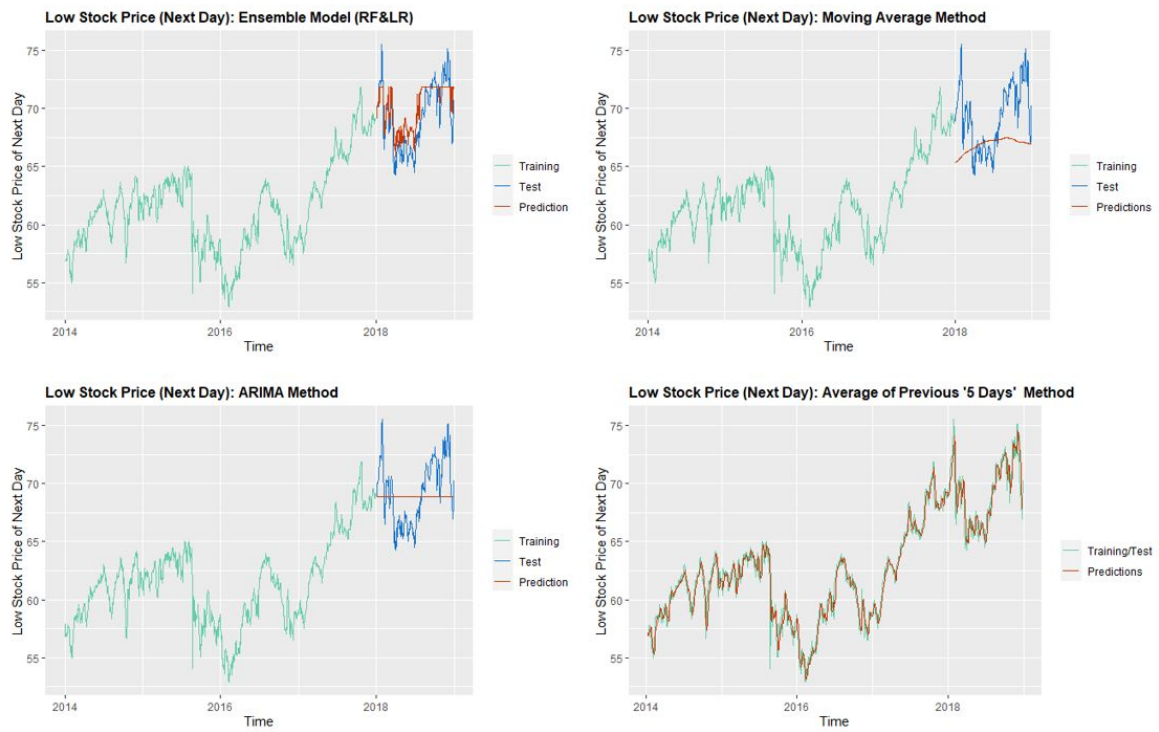 Low Stock Price (Next Day): Ensemble Model (RF&LR)
Low Stock Price of Next Day
75
70
65
60
55
2014
2016
2018
Time
Training
Test
Prediction
Low Stock Price (Next Day): Moving Average Method
Low Stock Price of Next Day
75
70
65
60
55
2014
2016
2018
Time
Training
Test
Predictions
Low Stock Price (Next Day): ARIMA Method
Low Stock Price of Next Day
75
70
65
60
55
2014
2016
2018
Time
Training
Test
Prediction
Low Stock Price (Next Day): Average of Previous '5 Days' Method
Low Stock Price of Next Day
75
70
65
60
55
2014
2016
2018
Time
Training/Test
Predictions